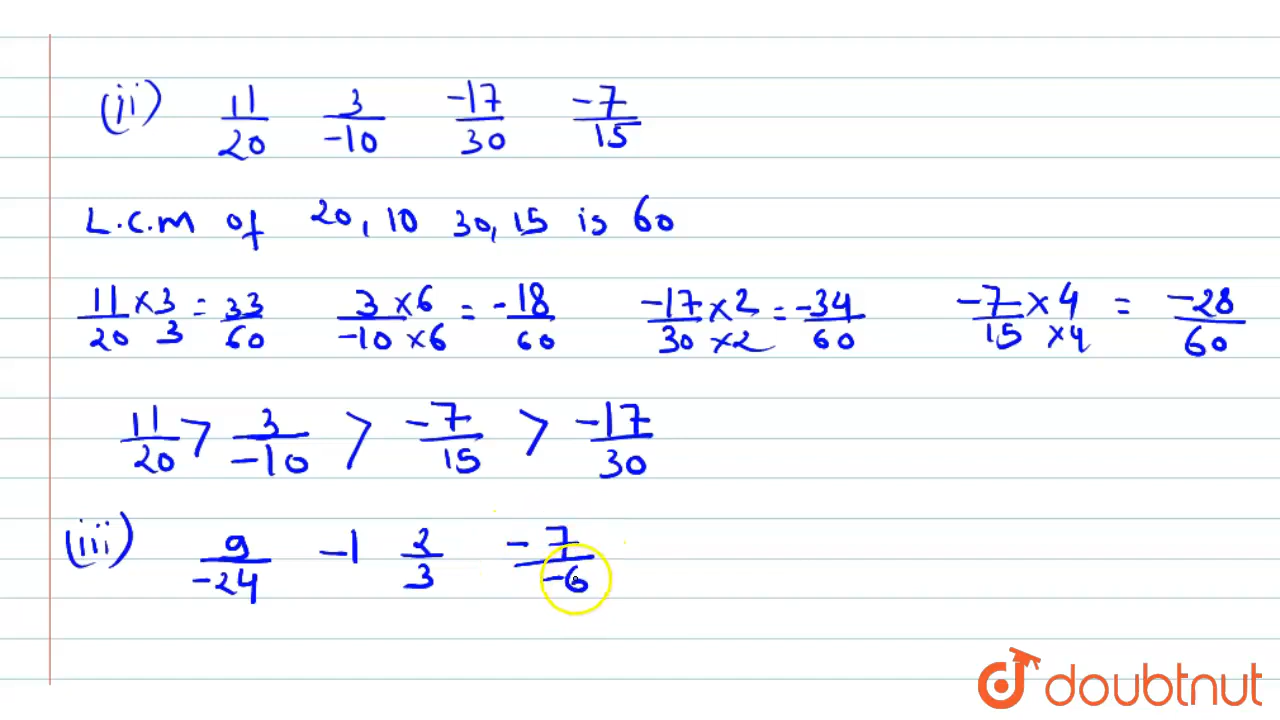 (ii) 11/20 3/-10 -17/30 -7/15
L.C.M of 20, 10 30, 15 is 60
11/20 × 3/3 = 33/60 3/-10 ×6/×6 = -18/60 -17/30 ×2/×2 = -34/60 -7/15 ×4/×4 = -28/60
11/20 > 3/-10 > -7/15 > -17/30
(iii) 9/-24 -1 2/3 -7/-6
doubtnut